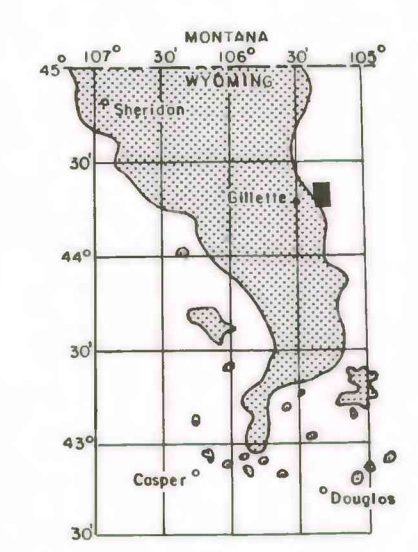 MONTANA
107° 30' 106° 30' 105°
45°
WYOMING
Sheridan
30'
Gillette
44°
30'
43°
Casper
Douglas
30'